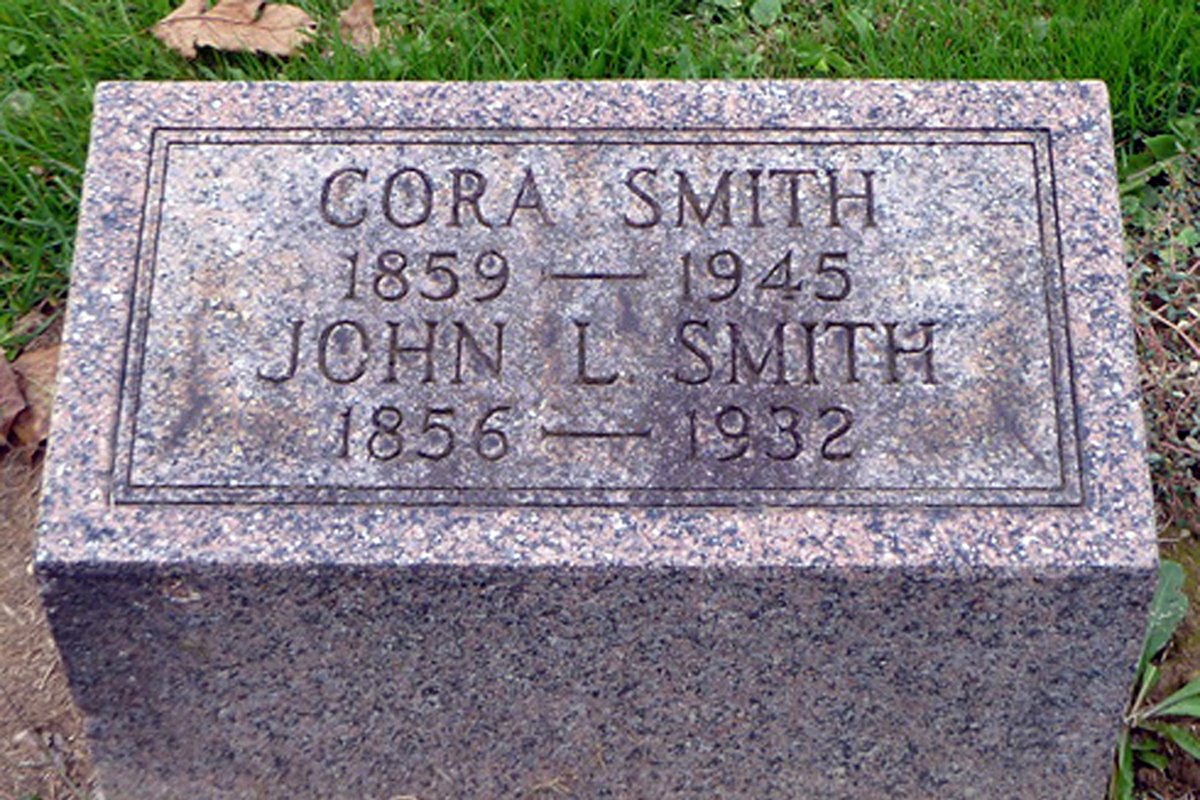 CORA SMITH
1859 — 1945
JOHN L. SMITH
1856 — 1932